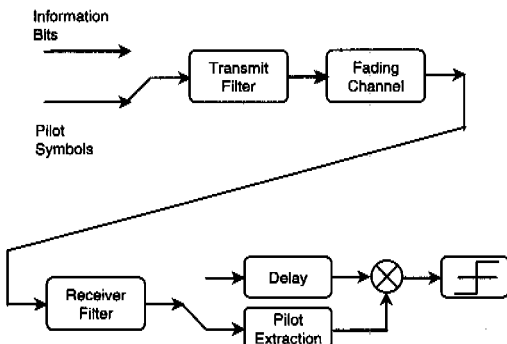 Information
Bits
Transmit
Filter
Fading
Channel
Pilot
Symbols
Receiver
Filter
Delay
Pilot
Extraction